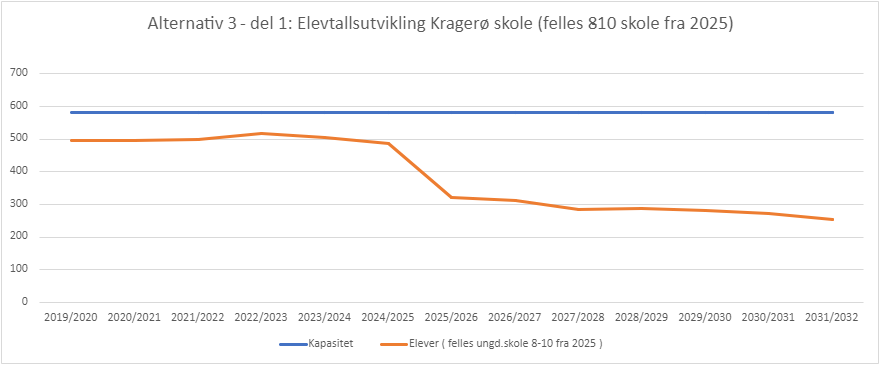 Alternativ 3 - del 1: Elevtallsutvikling Kragerø skole (felles 810 skole fra 2025)
700
600
500
400
300
200
100
0
2019/2020 2020/2021 2021/2022 2022/2023 2023/2024 2024/2025 2025/2026 2026/2027 2027/2028 2028/2029 2029/2030 2030/2031 2031/2032
Kapasitet Elever ( felles ungd.skole 8-10 fra 2025 )